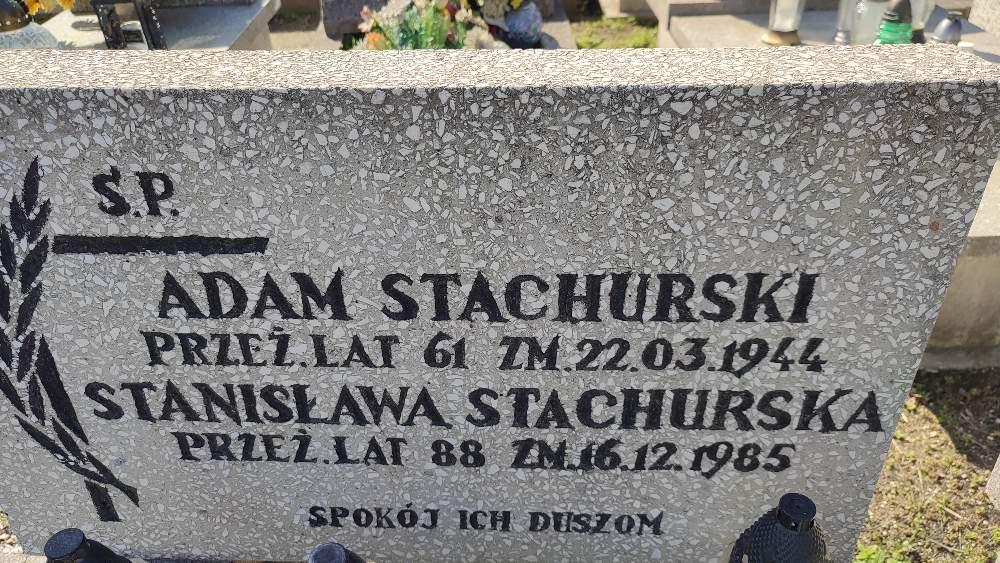 Ś.P.
ADAM STACHURSKI
PRZEŻ. LAT 61 ZM. 22.03.1944
STANISŁAWA STACHURSKA
PRZEŻ. LAT 88 ZM. 16.12.1985
SPOKÓJ ICH DUSZOM